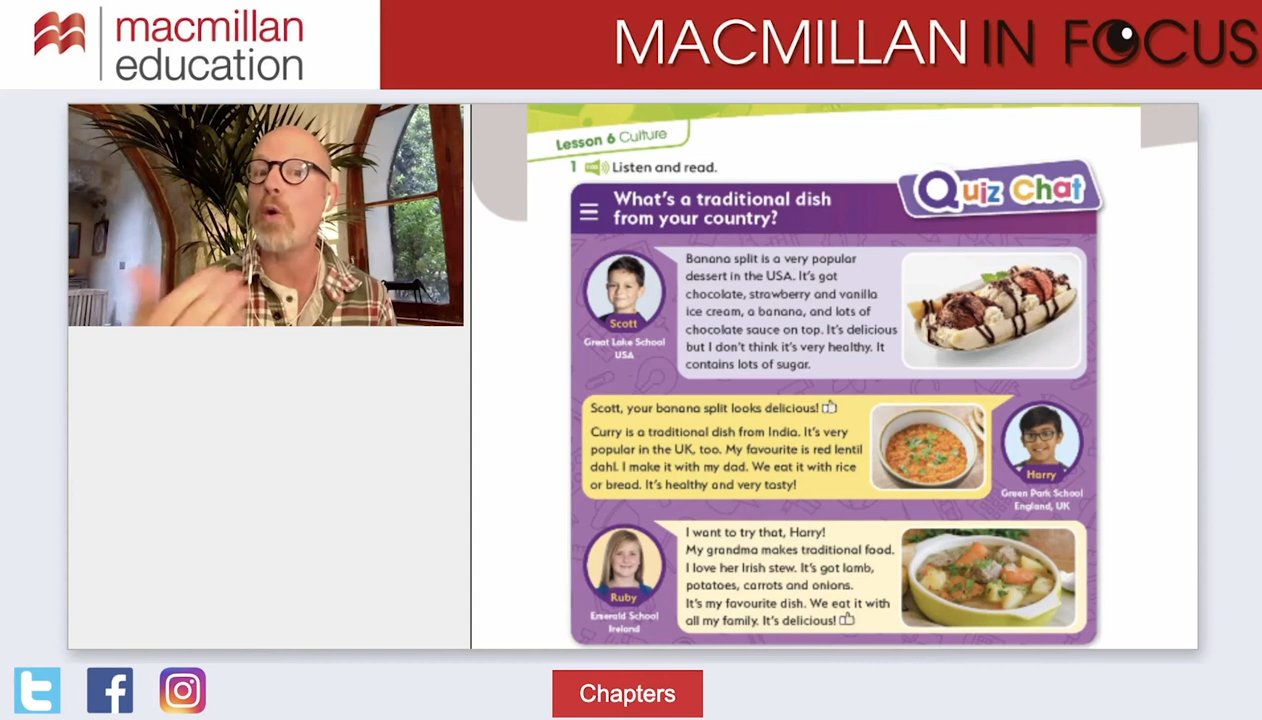 macmillan
education
MACMILLAN IN FOCUS
Lesson 6 Culture
1 Listen and read.
Quiz Chat
What's a traditional dish
from your country?
Banana split is a very popular
dessert in the USA. It's got
chocolate, strawberry and vanilla
ice cream, a banana, and lots of
chocolate sauce on top. It's delicious
but I don't think it's very healthy. It
contains lots of sugar.
Scott
Great Lake School
USA
Scott, your banana split looks delicious!
Curry is a traditional dish from India. It's very
popular in the UK, too. My favourite is red lentil
dahl. I make it with my dad. We eat it with rice
or bread. It's healthy and very tasty!
Harry
Green Park School
England, UK
I want to try that, Harry!
My grandma makes traditional food.
I love her Irish stew. It's got lamb,
potatoes, carrots and onions.
It's my favourite dish. We eat it with
all my family. It's delicious!
Ruby
Emerald School
Ireland
Chapters